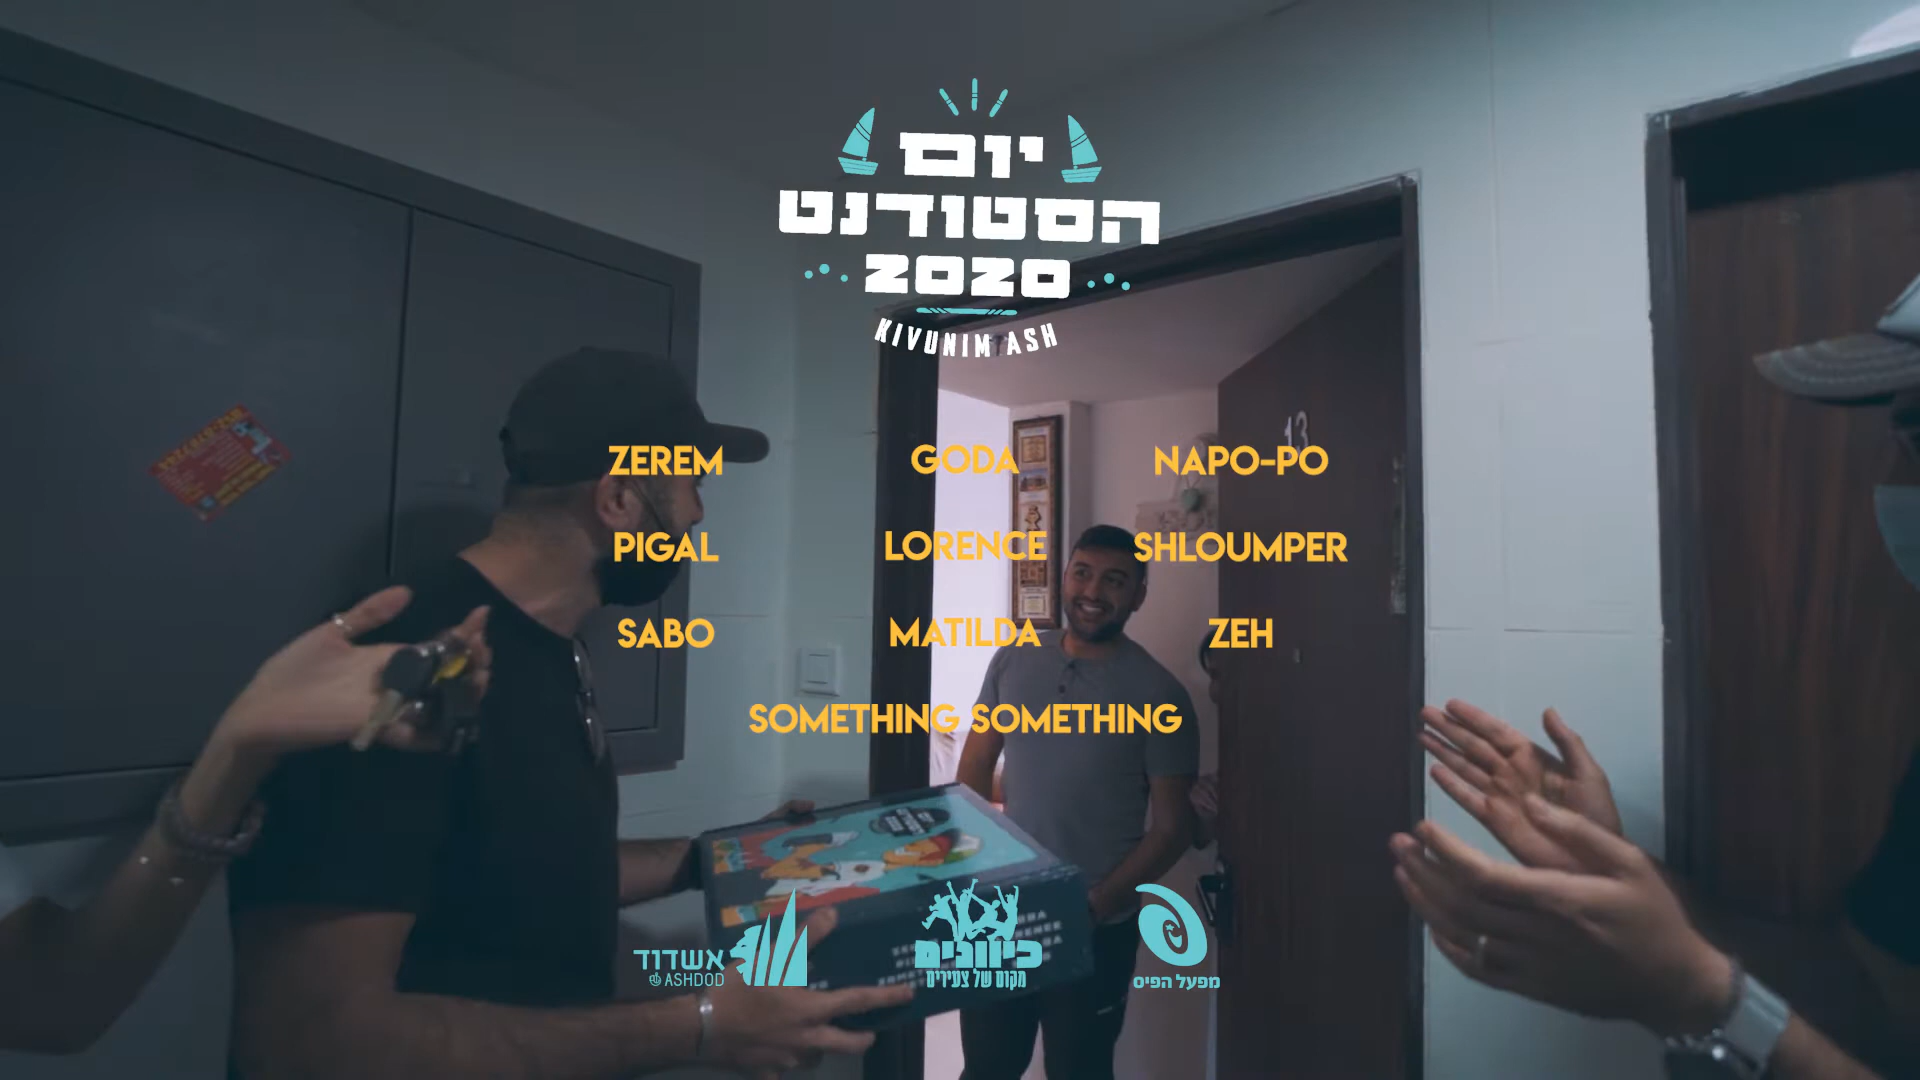 יום
הסטודנט
2020
KIVUNIM ASH
13
ZEREM GODA NAPO-PO
PIGAL LORENCE SHLOUMPER
SABO MATILDA ZEH
SOMETHING SOMETHING
אשדוד
ASHDOD
כיוונים
מקום של צעירים
מפעל הפיס